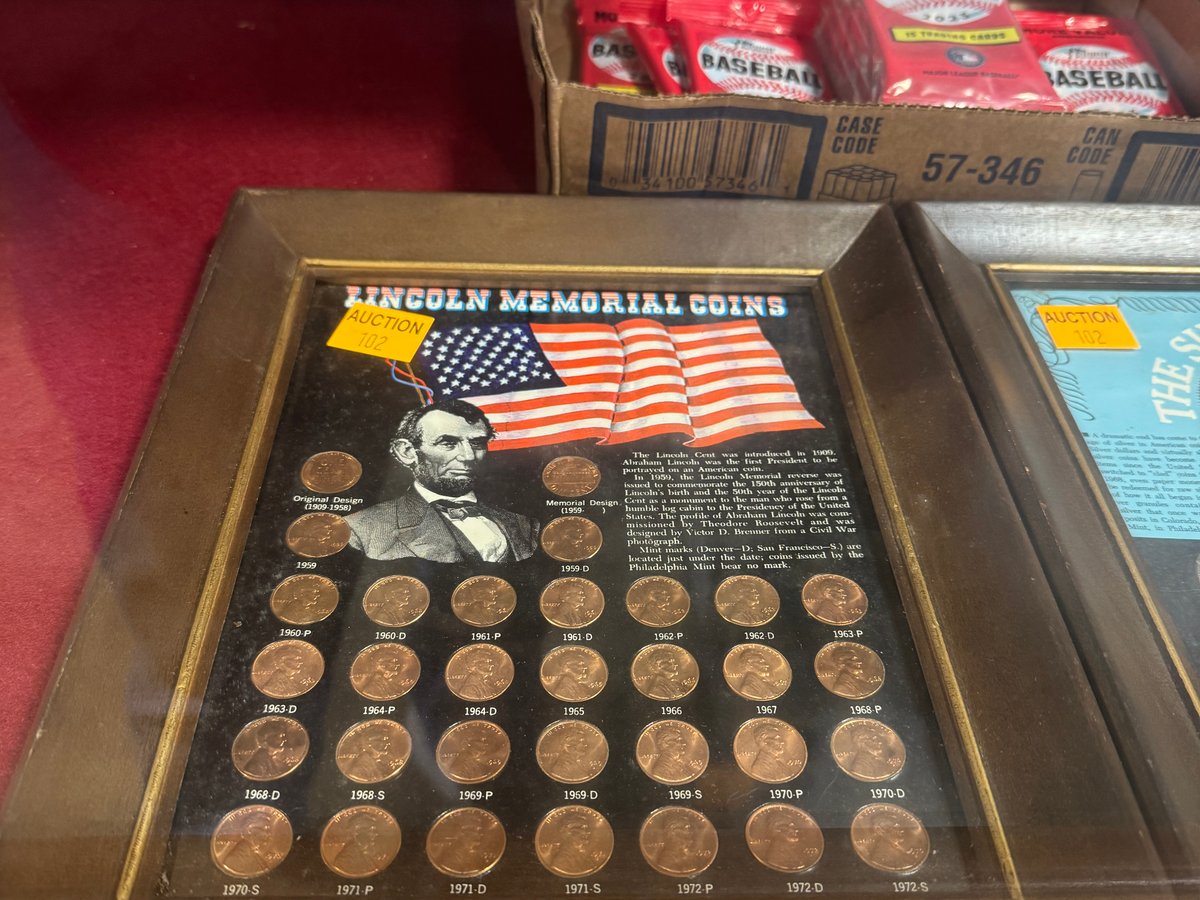 BASEBALL
2023
15 TRADING CARDS
MAJOR LEAGUE BASEBALL
BASEBALL
CASE
CODE
57-346
CAN
CODE
34100 57346
LINCOLN MEMORIAL COINS
AUCTION
102
AUCTION
102
THE
The Lincoln Cent was introduced in 1909.
Abraham Lincoln was the first President to be
portrayed on an American coin.
In 1959, the Lincoln Memorial reverse was
issued to commemorate the 150th anniversary of
Lincoln's birth and the 50th year of the Lincoln
Cent as a monument to the man who rose from a
humble log cabin to the Presidency of the United
States. The profile of Abraham Lincoln was com-
missioned by Theodore Roosevelt and was
designed by Victor D. Brenner from a Civil War
photograph.
Mint marks (Denver—D; San Francisco—S.) are
located just under the date; coins issued by the
Philadelphia Mint bear no mark.
Original Design
(1909-1958)
Memorial Design
(1959-
1959
1959-D
1960-P
1960-D
1961-P
1961-D
1962-P
1962-D
1963-P
1963-D
1964-P
1964-D
1965
1966
1967
1968-P
1968-D
1968-S
1969-P
1969-D
1969-S
1970-P
1970-D
1970-S
1971-P
1971-D
1971-S
1972-P
1972-D
1972-S